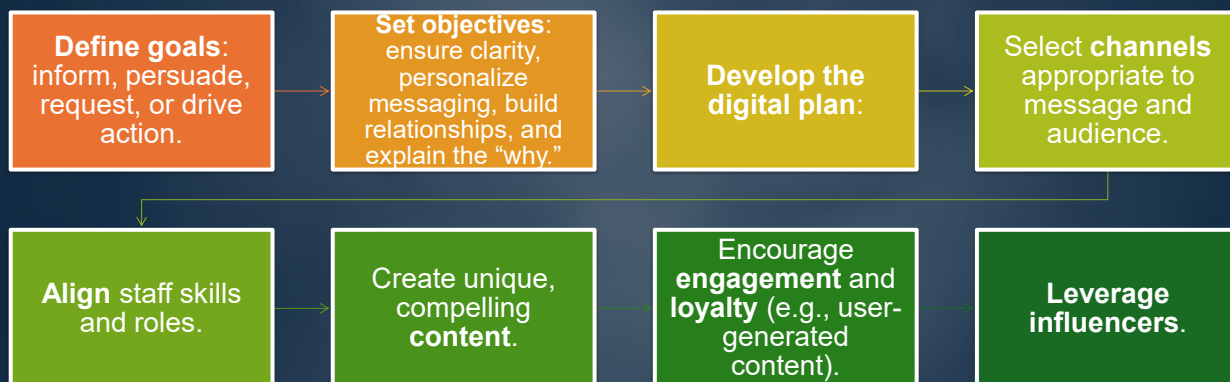 Define goals:
inform, persuade,
request, or drive
action.
Set objectives:
ensure clarity,
personalize
messaging, build
relationships, and
explain the “why.”
Develop the
digital plan:
Select channels
appropriate to
message and
audience.
Align staff skills
and roles.
Create unique,
compelling
content.
Encourage
engagement and
loyalty (e.g., user-
generated
content).
Leverage
influencers.